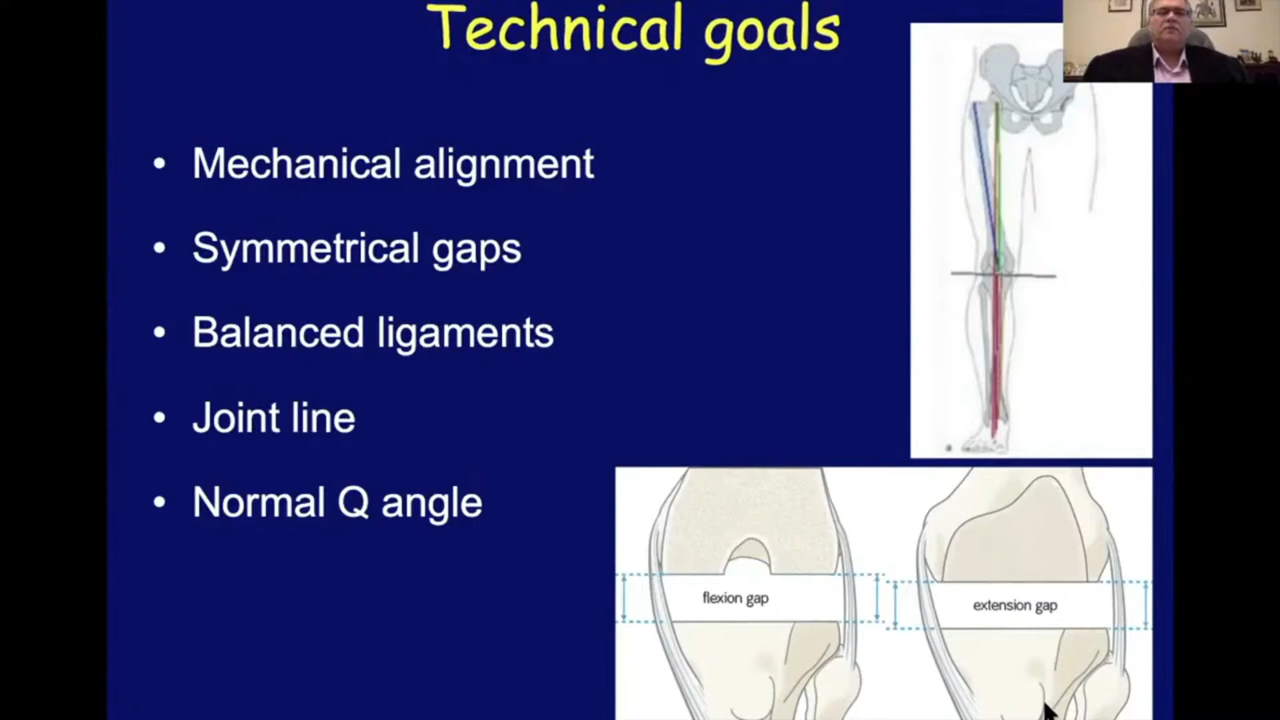 Technical goals
• Mechanical alignment
• Symmetrical gaps
• Balanced ligaments
• Joint line
• Normal Q angle
flexion gap
extension gap